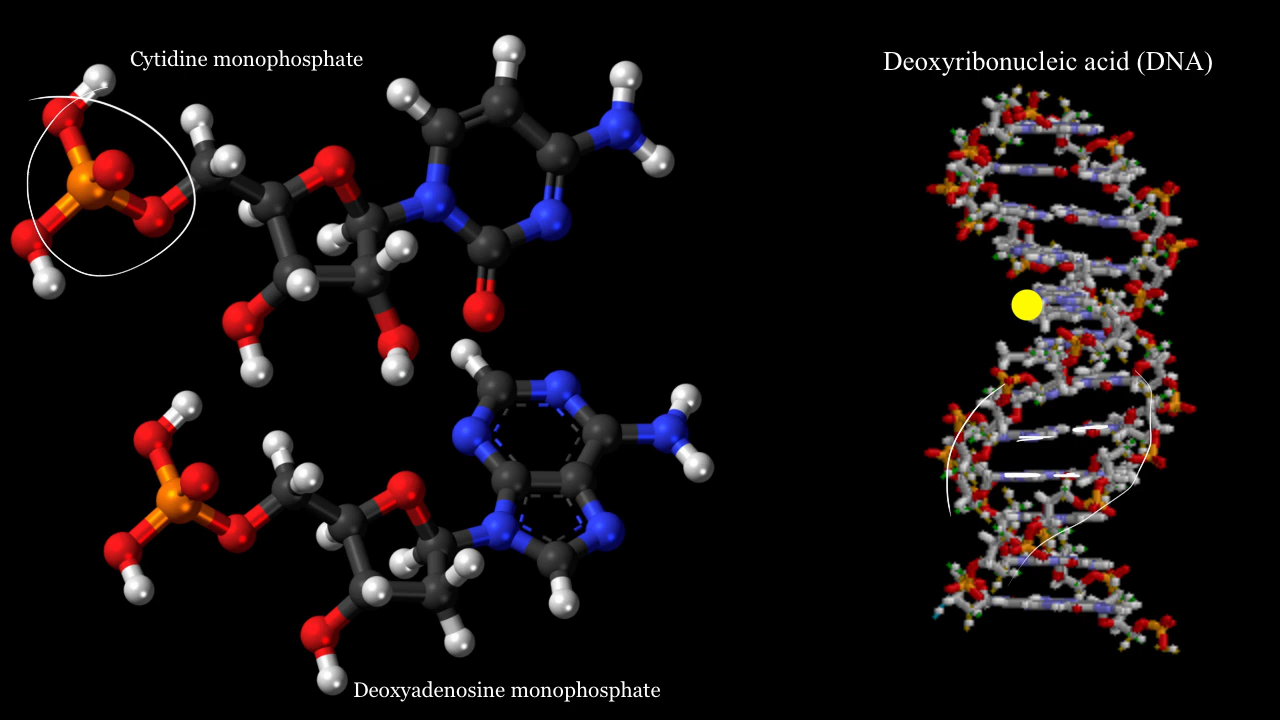 Cytidine monophosphate
Deoxyribonucleic acid (DNA)
Deoxyadenosine monophosphate